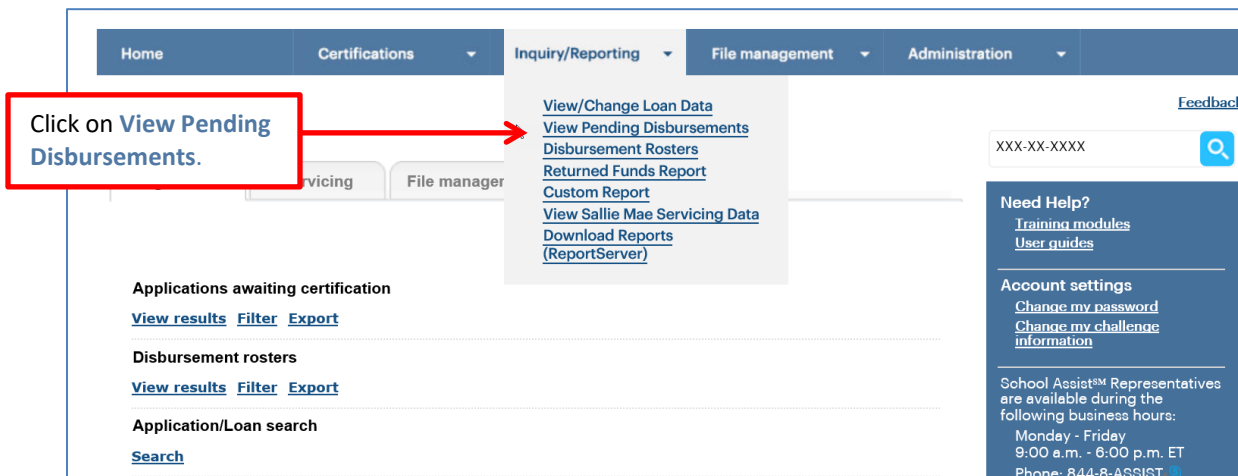 Home Certifications Inquiry/Reporting File management Administration
Feedback
Click on View Pending
Disbursements.
View/Change Loan Data
View Pending Disbursements
Disbursement Rosters
Returned Funds Report
Custom Report
View Sallie Mae Servicing Data
Download Reports
(ReportServer)
rvicing File manager
XXX-XX-XXXX
Applications awaiting certification
View results Filter Export
Disbursement rosters
View results Filter Export
Application/Loan search
Search
Need Help?
Training modules
User guides
Account settings
Change my password
Change my challenge
information
School Assist℠ Representatives
are available during the
following business hours:
Monday - Friday
9:00 a.m. - 6:00 p.m. ET
Phone: 844-8-ASSIST